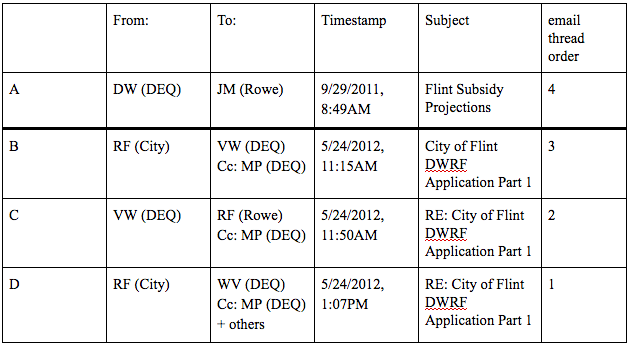 From: To: Timestamp Subject email
thread
order
A DW (DEQ) JM (Rowe) 9/29/2011, Flint Subsidy 4
8:49AM Projections
B RF (City) VW (DEQ) 5/24/2012, City of Flint 3
Cc: MP (DEQ) 11:15AM DWRF
Application Part 1
C VW (DEQ) RF (Rowe) 5/24/2012, RE: City of Flint 2
Cc: MP (DEQ) 11:50AM DWRF
Application Part 1
D RF (City) WV (DEQ) 5/24/2012, RE: City of Flint 1
Cc: MP (DEQ) 1:07PM DWRF
+ others Application Part 1